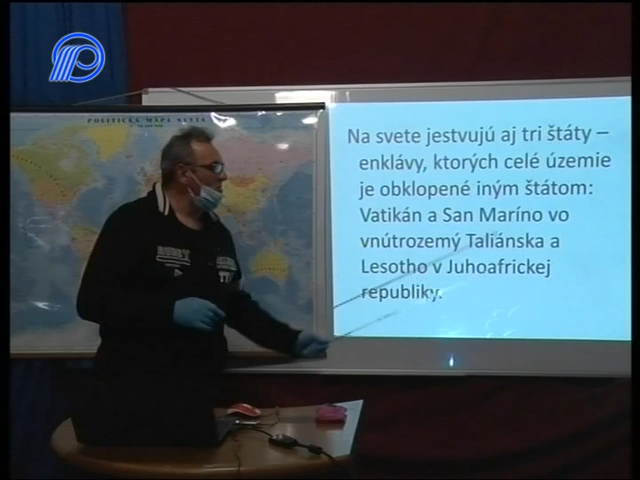 POLITICKÁ MAPA SVETA
Na svete jestvujú aj tri štáty –
enklávy, ktorých celé územie
je obklopené iným štátom:
Vatikán a San Maríno vo
vnútrozemý Taliánska a
Lesotho v Juhoafrickej
republiky.